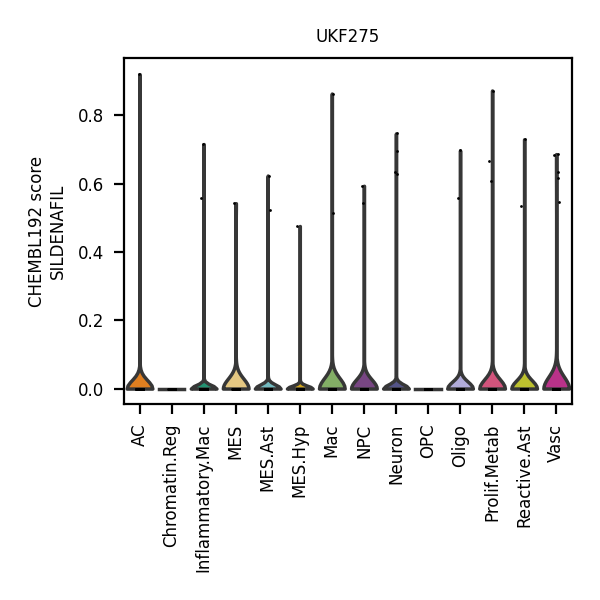 UKF275
CHEMBL192 score
SILDENAFIL
0.8
0.6
0.4
0.2
0.0
AC
Chromatin.Reg
Inflammatory.Mac
MES
MES.Ast
MES.Hyp
Mac
NPC
Neuron
OPC
Oligo
Prolif.Metab
Reactive.Ast
Vasc